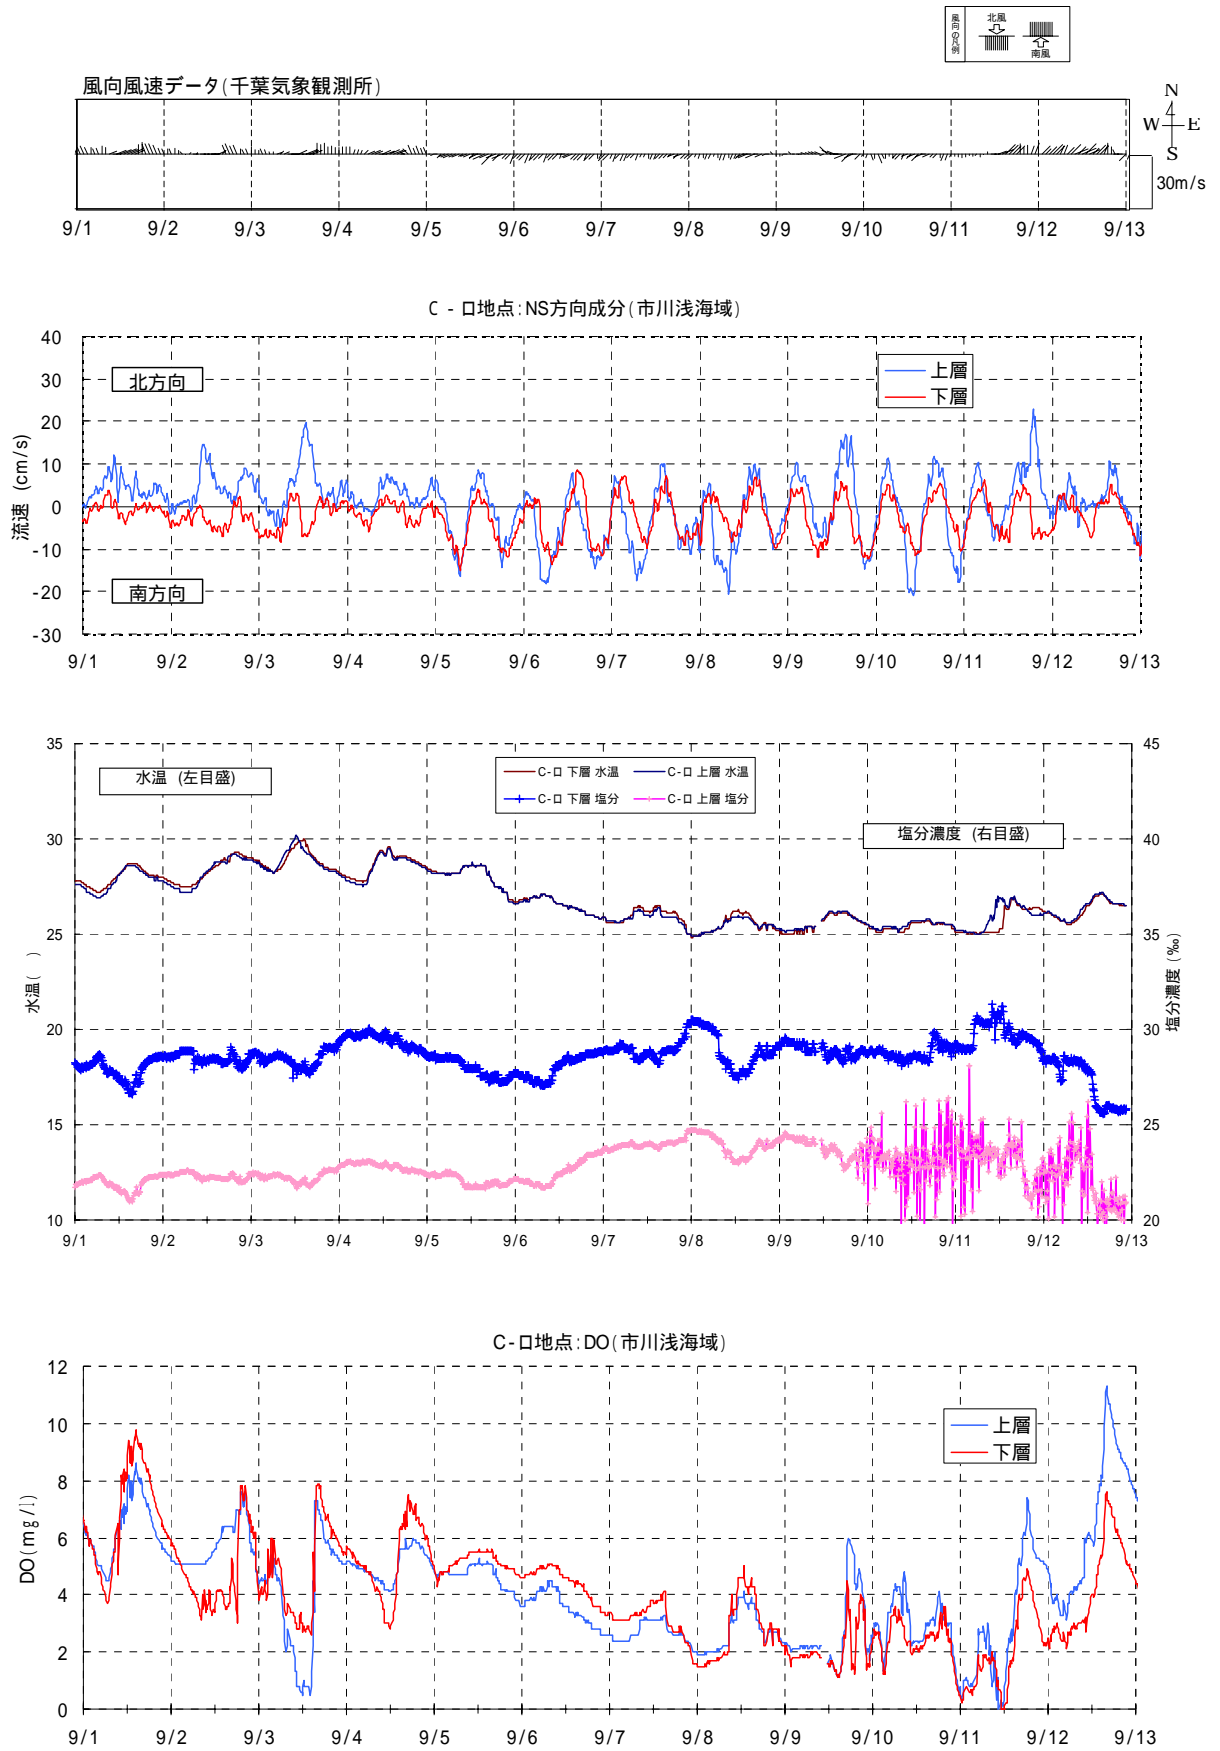 風向の凡例
北風
南風
風向風速データ(千葉気象観測所)
N
W E
S
30m/s
9/1 9/2 9/3 9/4 9/5 9/6 9/7 9/8 9/9 9/10 9/11 9/12 9/13
C - ロ地点:NS方向成分(市川浅海域)
流速 (cm/s)
40
30
20
10
0
-10
-20
-30
北方向
南方向
上層
下層
9/1 9/2 9/3 9/4 9/5 9/6 9/7 9/8 9/9 9/10 9/11 9/12 9/13
水温( )
35
30
25
20
15
10
水温 (左目盛)
C-ロ 下層 水温 C-ロ 上層 水温
C-ロ 下層 塩分 C-ロ 上層 塩分
塩分濃度 (右目盛)
45
40
35
30
25
20
塩分濃度(‰)
9/1 9/2 9/3 9/4 9/5 9/6 9/7 9/8 9/9 9/10 9/11 9/12 9/13
C-ロ地点:DO(市川浅海域)
DO(mg/l)
12
10
8
6
4
2
0
上層
下層
9/1 9/2 9/3 9/4 9/5 9/6 9/7 9/8 9/9 9/10 9/11 9/12 9/13